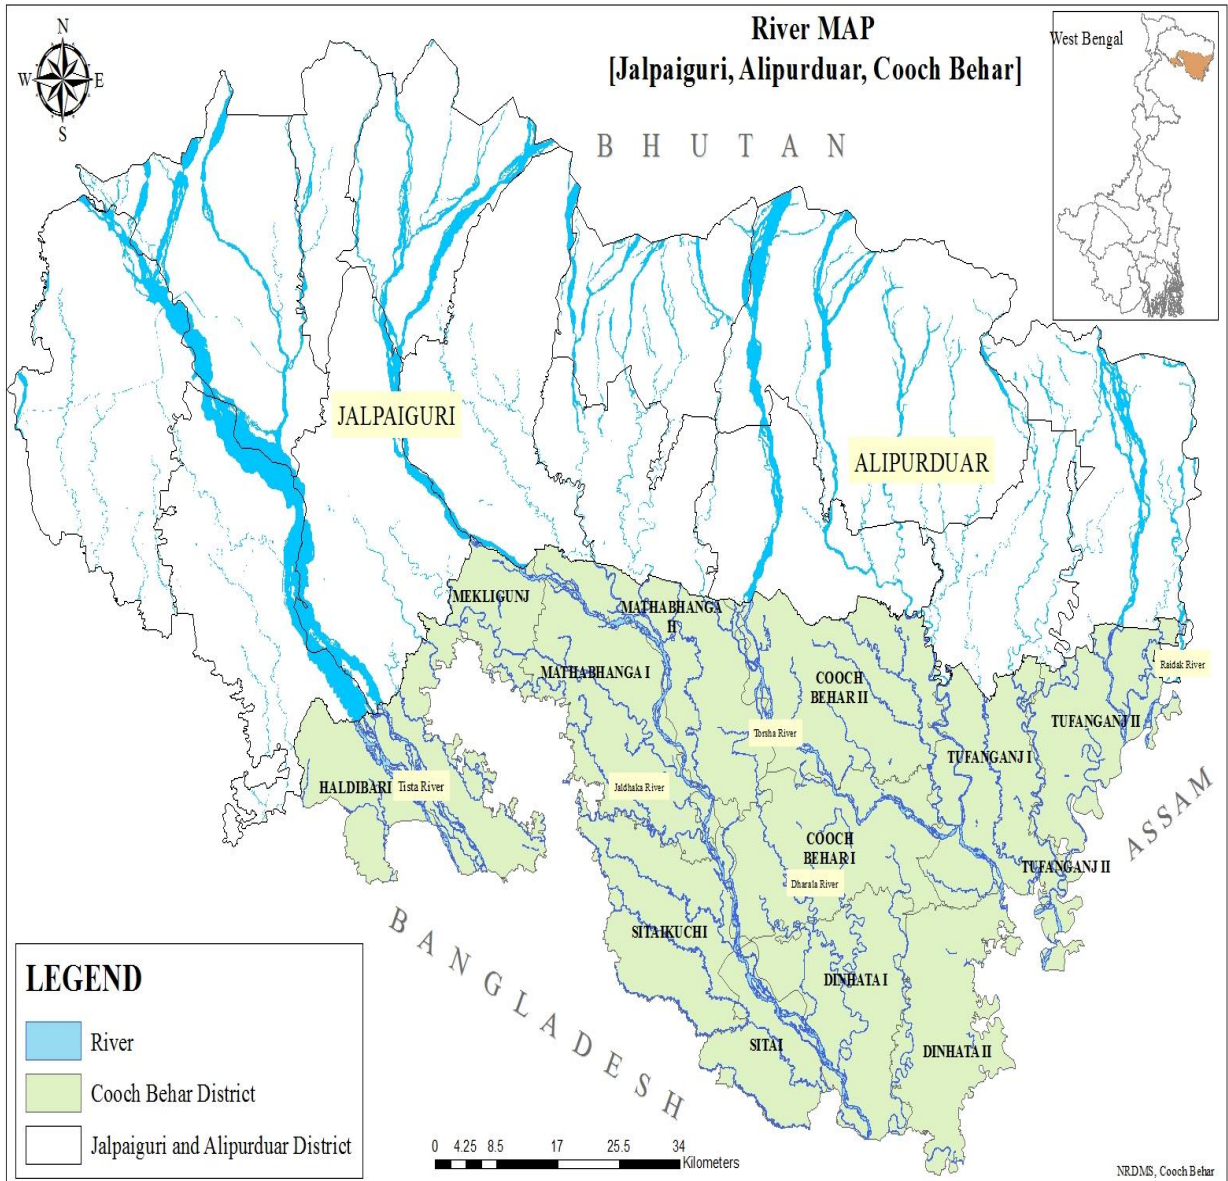 River MAP
[Jalpaiguri, Alipurduar, Cooch Behar]
West Bengal
N
W E
S
BHUTAN
JALPAIGURI
ALIPURDUAR
MEKLIGUNJ
MATHABHANGA
II
MATHABHANGA I
COOCH
BEHAR II
Raidak River
TUFANGANJ II
Torsha River
TUFANGANJ I
HALDIBARI
Tista River
Jaldhaka River
ASSAM
COOCH
BEHAR I
TUFANGANJ II
Dharala River
SITAIKUCHI
BANGLADESH
DINHATA I
SITAI
DINHATA II
LEGEND
River
Cooch Behar District
Jalpaiguri and Alipurduar District
0 4.25 8.5 17 25.5 34
Kilometers
NRDMS, Cooch Behar